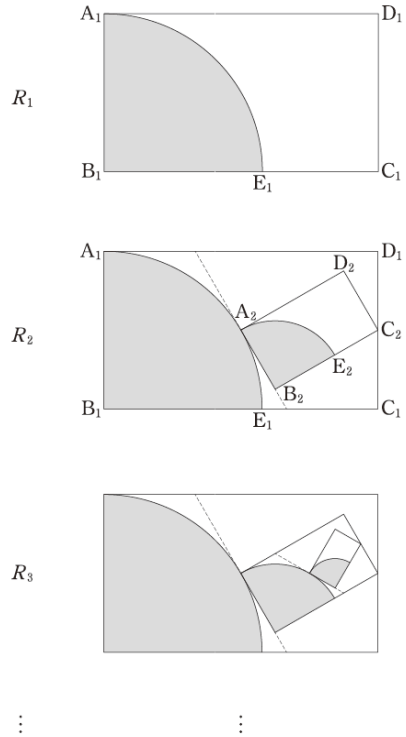 A₁ D₁
R₁
B₁ E₁ C₁
A₁ D₁
D₂
A₂
R₂ C₂
E₂
B₂
B₁ E₁ C₁
R₃
⋮ ⋮